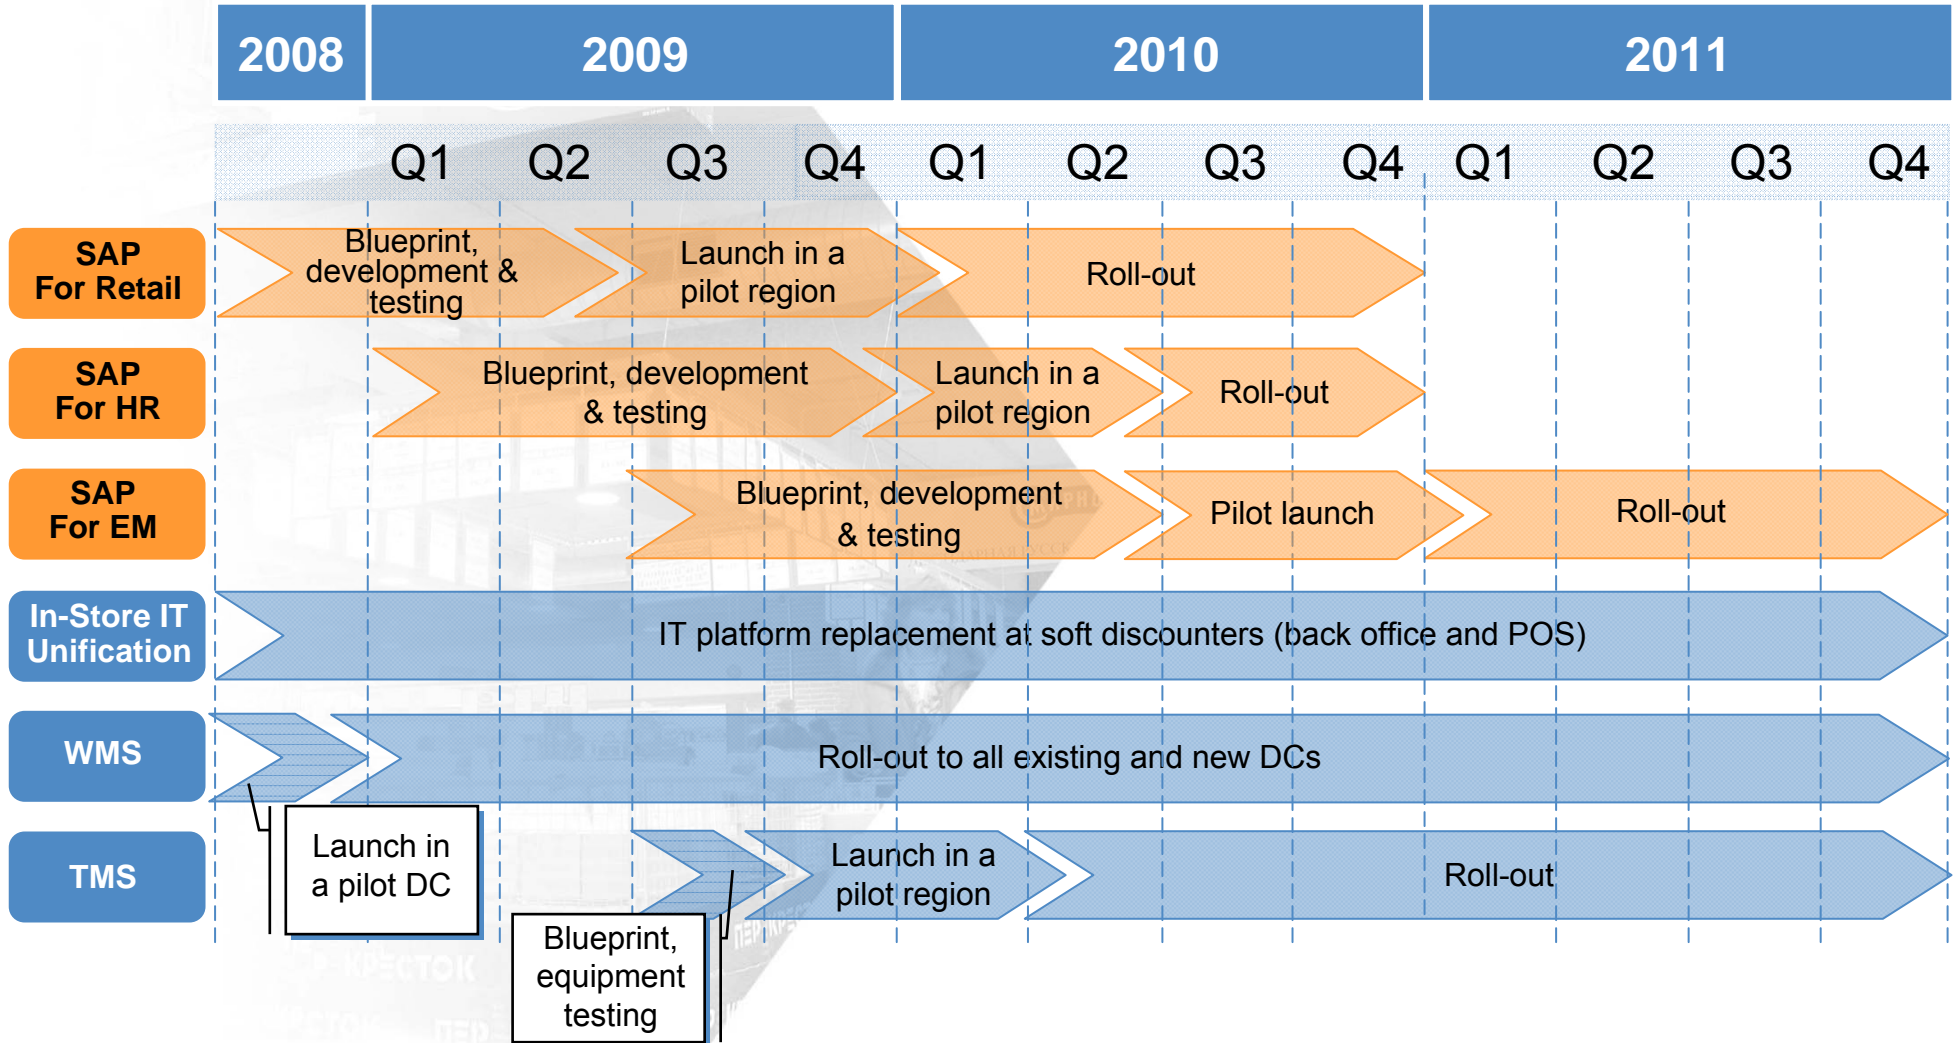 2008 2009 2010 2011
Q1 Q2 Q3 Q4 Q1 Q2 Q3 Q4 Q1 Q2 Q3 Q4
SAP
For Retail
Blueprint,
development &
testing
Launch in a
pilot region
Roll-out
SAP
For HR
Blueprint, development
& testing
Launch in a
pilot region
Roll-out
SAP
For EM
Blueprint, development
& testing
Pilot launch
Roll-out
In-Store IT
Unification
IT platform replacement at soft discounters (back office and POS)
WMS
Roll-out to all existing and new DCs
Launch in
a pilot DC
TMS
Launch in a
pilot region
Roll-out
Blueprint,
equipment
testing